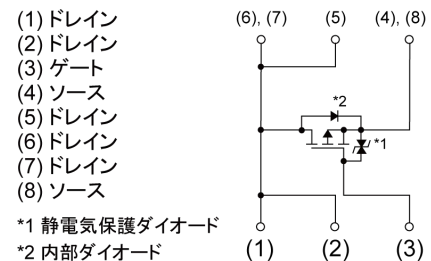 (1) ドレイン
(2) ドレイン
(3) ゲート
(4) ソース
(5) ドレイン
(6) ドレイン
(7) ドレイン
(8) ソース
*1 静電気保護ダイオード
*2 内部ダイオード
(6), (7) (5) (4), (8)
*2
*1
(1) (2) (3)